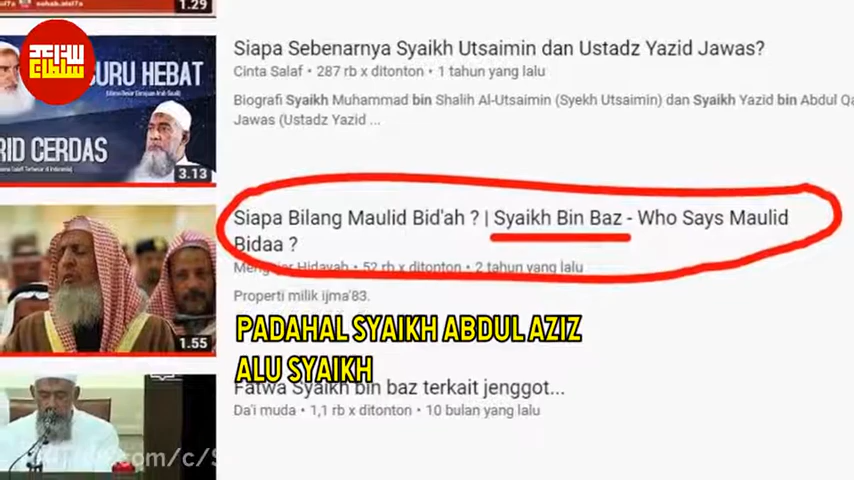 سلطان
GURU HEBAT
RID CERDAS
3.13
Siapa Sebenarnya Syaikh Utsaimin dan Ustadz Yazid Jawas?
Cinta Salaf • 287 rb x ditonton • 1 tahun yang lalu
Biografi Syaikh Muhammad bin Shalih Al-Utsaimin (Syekh Utsaimin) dan Syaikh Yazid bin Abdul Qa
Jawas (Ustadz Yazid ...
Siapa Bilang Maulid Bid'ah ? | Syaikh Bin Baz - Who Says Maulid
Bidaa ?
Mengejar Hidayah • 52 rb x ditonton • 2 tahun yang lalu
Properti milik ijma'83.
1.55
PADAHAL SYAIKH ABDUL AZIZ
ALU SYAIKH
Fatwa Syaikh bin baz terkait jenggot...
Da'i muda • 1,1 rb x ditonton • 10 bulan yang lalu